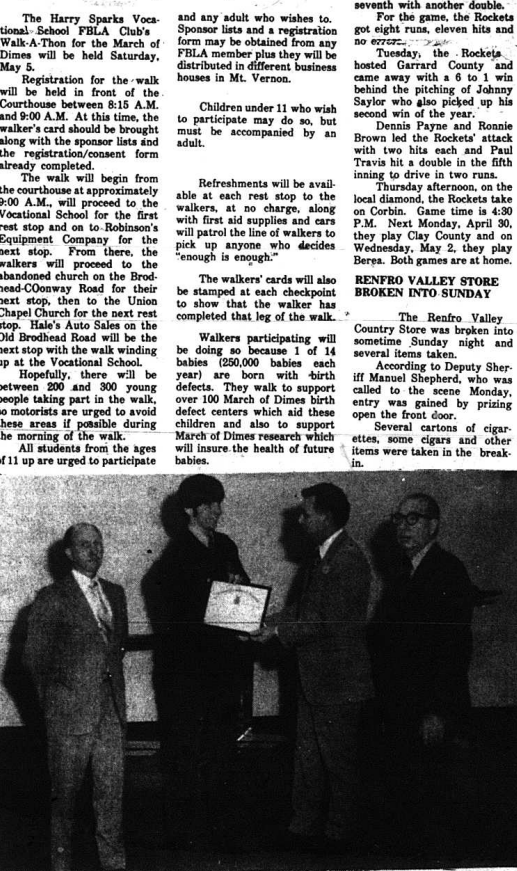 The Harry Sparks Voca-
tional School FBLA Club's
Walk-A-Thon for the March of
Dimes will be held Saturday,
May 5.
Registration for the walk
will be held in front of the
Courthouse between 8:15 A.M.
and 9:00 A.M. At this time, the
walker's card should be brought
along with the sponsor lists and
the registration/consent form
already completed.
The walk will begin from
the courthouse at approximately
9:00 A.M., will proceed to the
Vocational School for the first
rest stop and on to Robinson's
Equipment Company for the
next stop. From there, the
walkers will proceed to the
abandoned church on the Brod-
head-COonway Road for their
next stop, then to the Union
Chapel Church for the next rest
stop. Hale's Auto Sales on the
Old Brodhead Road will be the
next stop with the walk winding
up at the Vocational School.
Hopefully, there will be
between 200 and 300 young
people taking part in the walk,
so motorists are urged to avoid
these areas if possible during
the morning of the walk.
All students from the ages
of 11 up are urged to participate
and any adult who wishes to.
Sponsor lists and a registration
form may be obtained from any
FBLA member plus they will be
distributed in different business
houses in Mt. Vernon.
Children under 11 who wish
to participate may do so, but
must be accompanied by an
adult.
Refreshments will be avail-
able at each rest stop to the
walkers, at no charge, along
with first aid supplies and cars
will patrol the line of walkers to
pick up anyone who decides
"enough is enough."
The walkers' cards will also
be stamped at each checkpoint
to show that the walker has
completed that leg of the walk.
Walkers participating will
be doing so because 1 of 14
babies (250,000 babies each
year) are born with birth
defects. They walk to support
over 100 March of Dimes birth
defect centers which aid these
children and also to support
March of Dimes research which
will insure the health of future
babies.
seventh with another double.
For the game, the Rockets
got eight runs, eleven hits and
no
Tuesday, the Rockets
hosted Garrard County and
came away with a 6 to 1 win
behind the pitching of Johnny
Saylor who also picked up his
second win of the year.
Dennis Payne and Ronnie
Brown led the Rockets' attack
with two hits each and Paul
Travis hit a double in the fifth
inning to drive in two runs.
Thursday afternoon, on the
local diamond, the Rockets take
on Corbin. Game time is 4:30
P.M. Next Monday, April 30,
they play Clay County and on
Wednesday, May 2, they play
Berea. Both games are at home.
RENFRO VALLEY STORE
BROKEN INTO SUNDAY
The Renfro Valley
Country Store was broken into
sometime Sunday night and
several items taken.
According to Deputy Sher-
iff Manuel Shepherd, who was
called to the scene Monday,
entry was gained by prizing
open the front door.
Several cartons of cigar-
ettes, some cigars and other
items were taken in the break-
in.